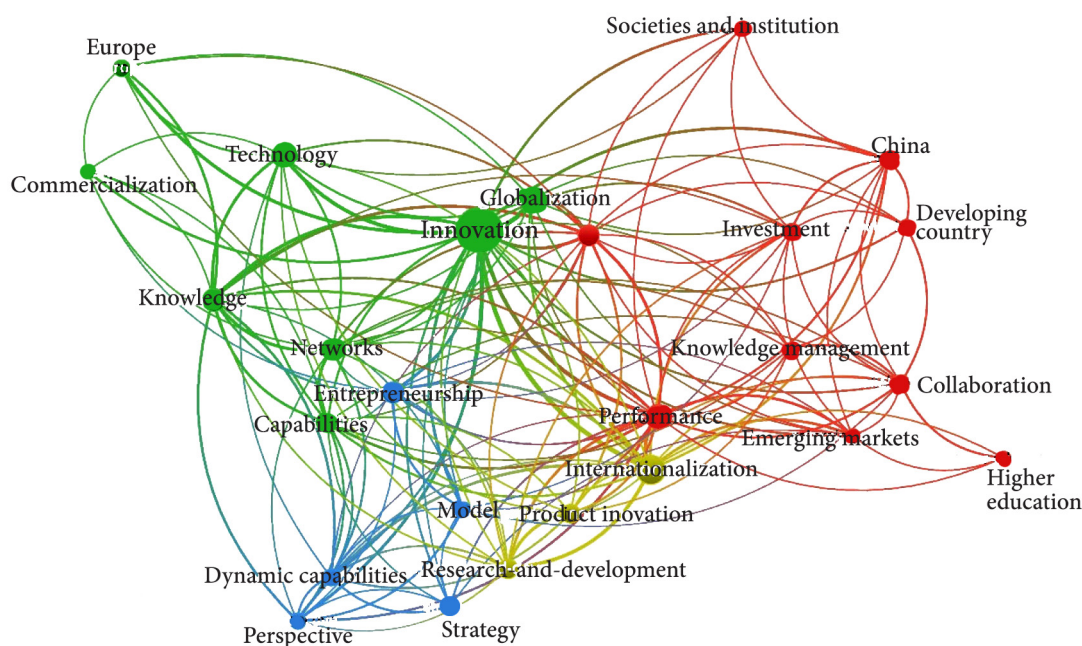 Societies and institution
Europe
China
Technology
Commercialization
Globalization
Developing
country
Innovation
Investment
Knowledge
Networks
Knowledge management
Entrepreneurship
Collaboration
Capabilities
Performance
Emerging markets
Internationalization
Higher
education
Model
Product inovation
Research-and-development
Dynamic capabilities
Strategy
Perspective